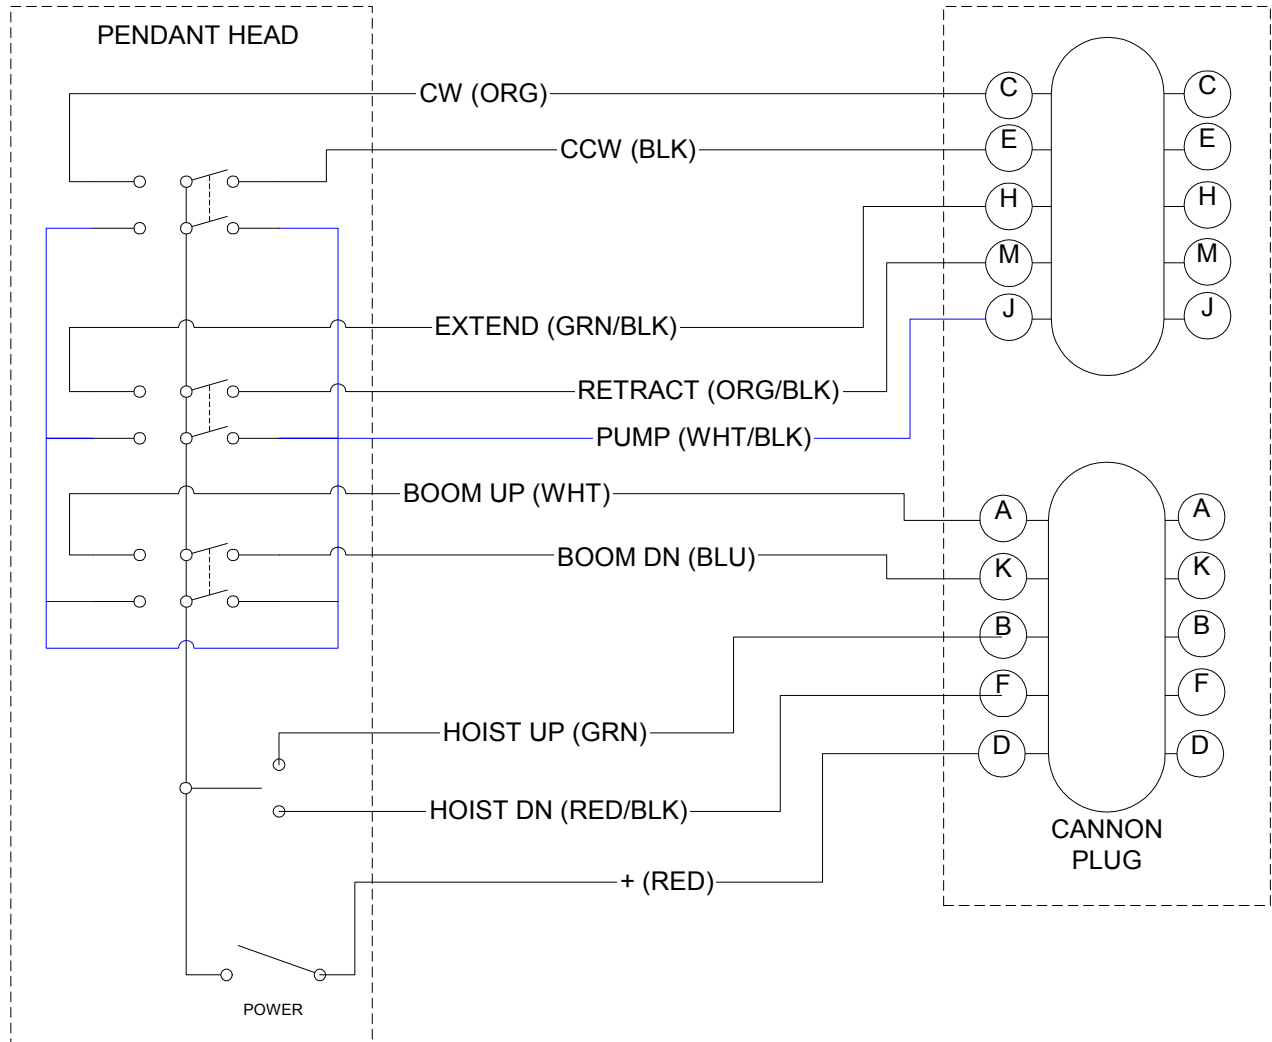 PENDANT HEAD
CW (ORG)
C
C
CCW (BLK)
E
E
H
H
M
M
J
J
EXTEND (GRN/BLK)
RETRACT (ORG/BLK)
PUMP (WHT/BLK)
BOOM UP (WHT)
A
A
BOOM DN (BLU)
K
K
B
B
F
F
HOIST UP (GRN)
D
D
HOIST DN (RED/BLK)
CANNON
PLUG
+ (RED)
POWER